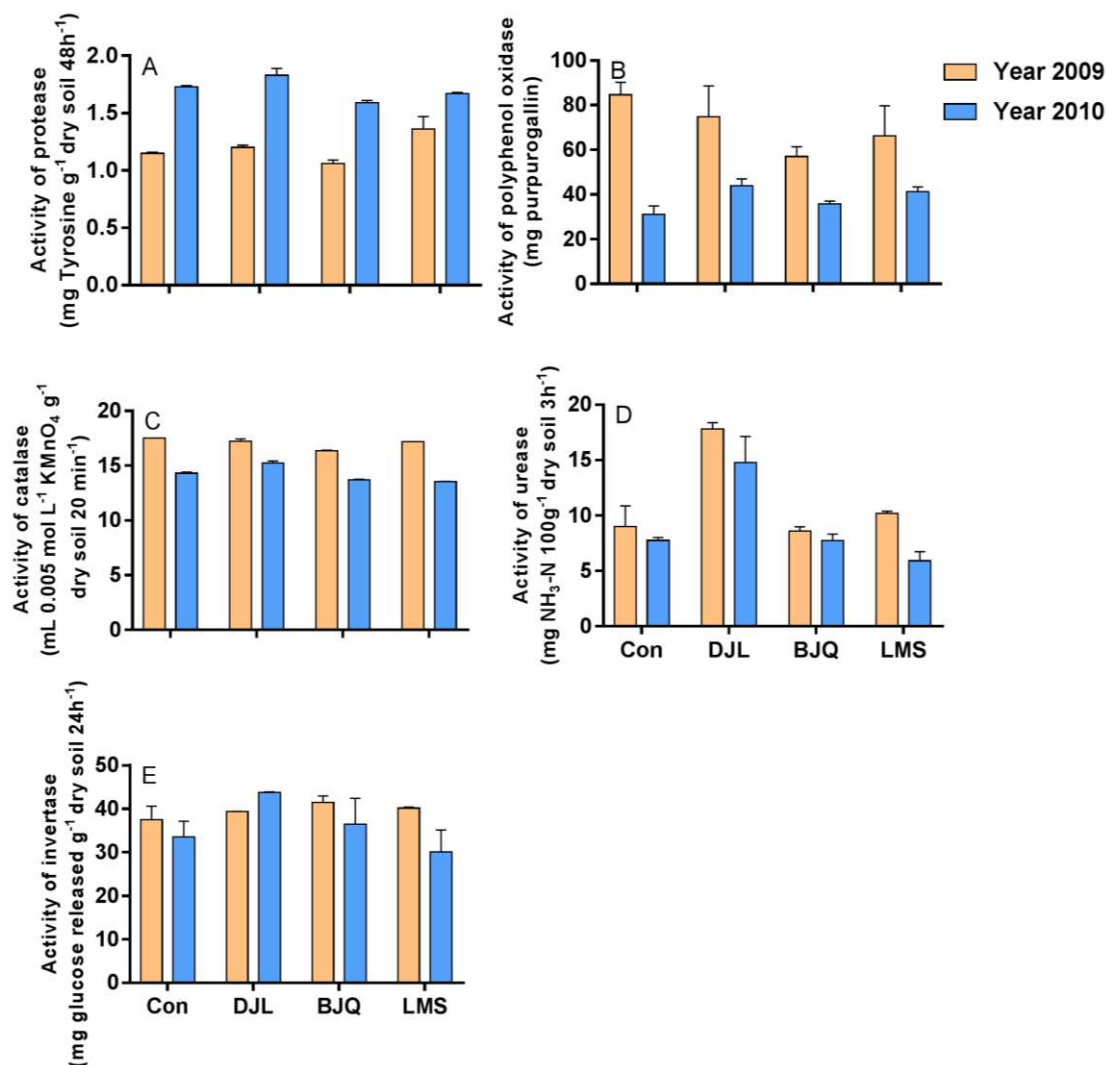 A
Activity of protease
(mg Tyrosine g⁻¹ dry soil 48h⁻¹)
2.0
1.5
1.0
0.5
0.0
B
Activity of polyphenol oxidase
(mg purpurogallin)
100
80
60
40
20
0
Year 2009
Year 2010
C
Activity of catalase
(mL 0.005 mol L⁻¹ KMnO₄ g⁻¹
dry soil 20 min⁻¹)
20
15
10
5
0
D
Activity of urease
(mg NH₃-N 100g⁻¹ dry soil 3h⁻¹)
20
15
10
5
0
Con DJL BJQ LMS
E
Activity of invertase
(mg glucose released g⁻¹ dry soil 24h⁻¹)
50
40
30
20
10
0
Con DJL BJQ LMS